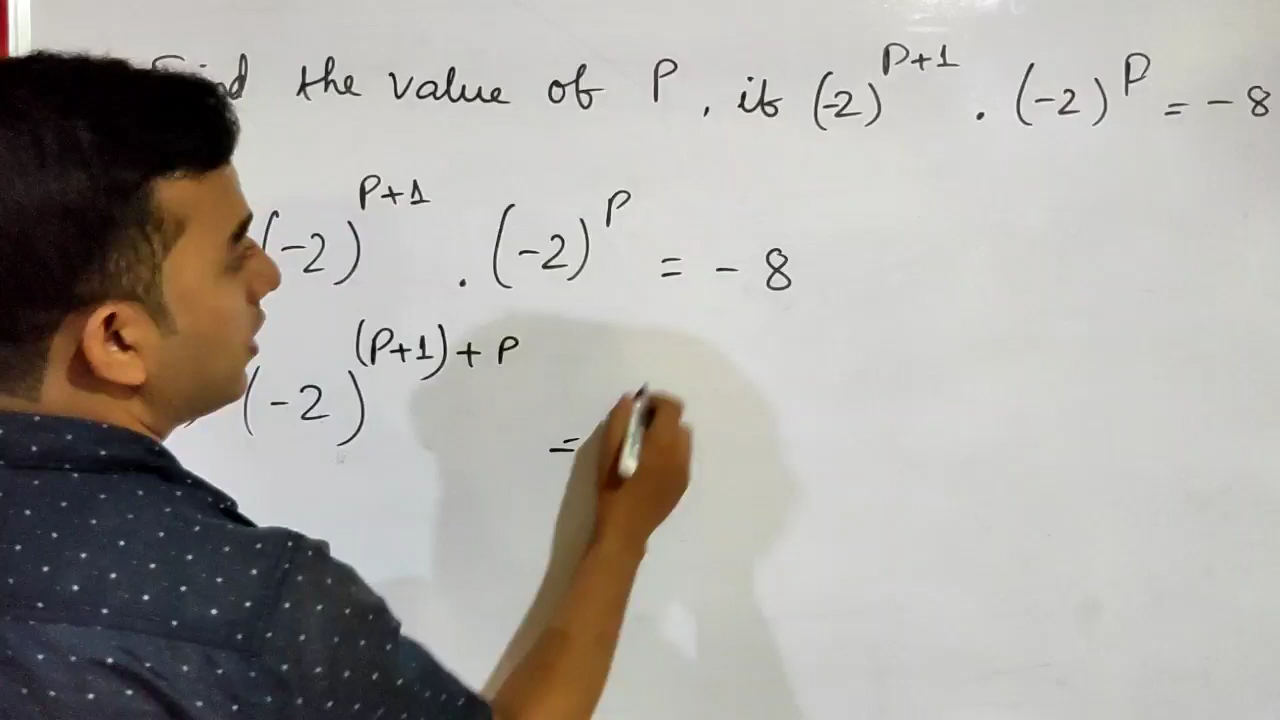 the value of P, if (-2)^{P+1} . (-2)^P = -8
(-2)^{P+1} . (-2)^P = - 8
(-2)^{(P+1) + P} =